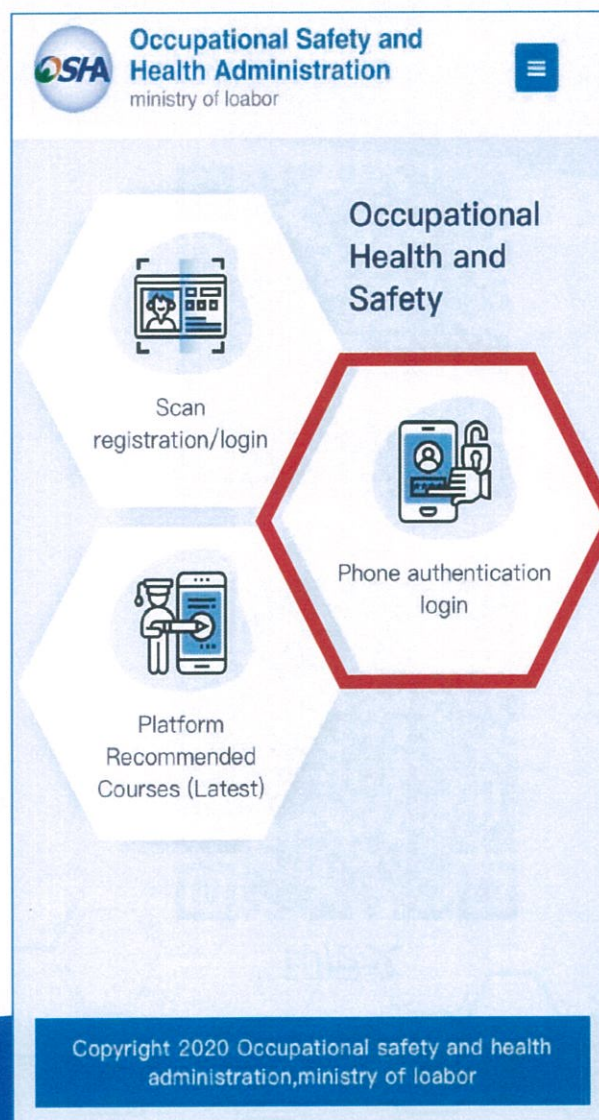 OSHA
Occupational Safety and
Health Administration
ministry of loabor
Occupational
Health and
Safety
Scan
registration/login
Phone authentication
login
Platform
Recommended
Courses (Latest)
Copyright 2020 Occupational safety and health
administration,ministry of loabor